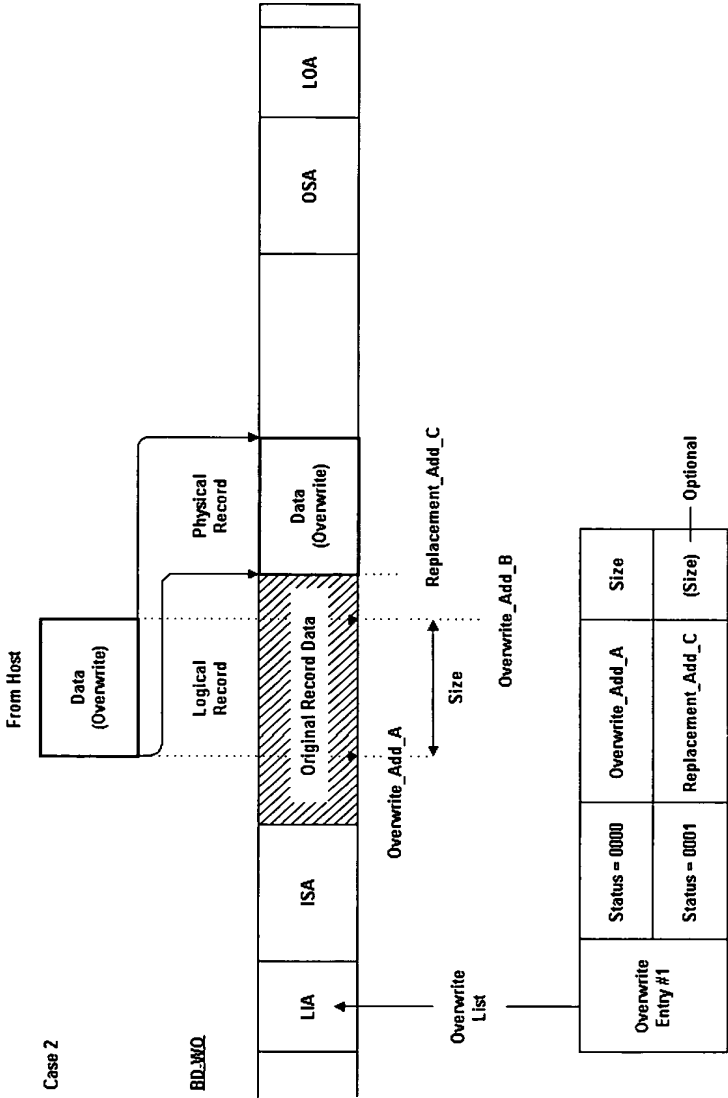 Case 2
From Host
Data
(Overwrite)
BD-WO
Logical
Record
Physical
Record
LIA
ISA
Original Record Data
Data
(Overwrite)
OSA
LOA
Overwrite_Add_A
Size
Overwrite_Add_B
Replacement_Add_C
Overwrite
List
Overwrite
Entry #1
Status = 0000
Overwrite_Add_A
Size
Status = 0001
Replacement_Add_C
(Size)
Optional